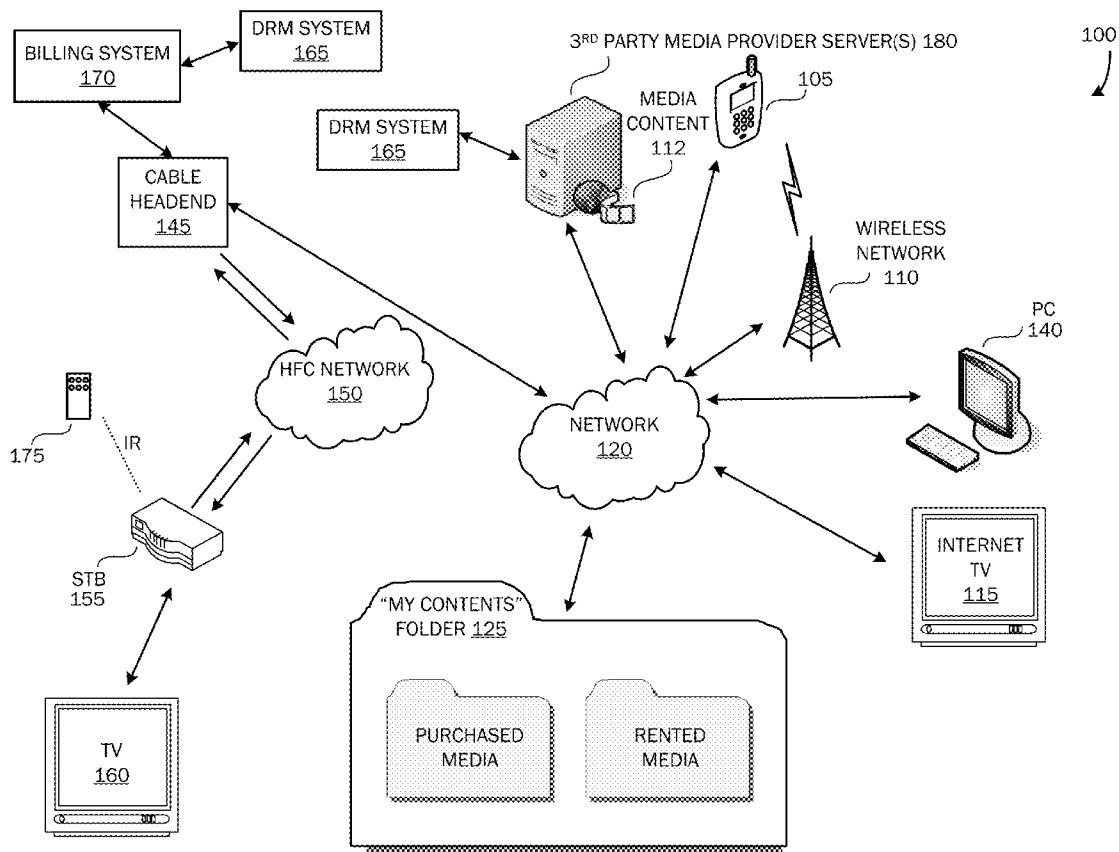 BILLING SYSTEM
170
DRM SYSTEM
165
3RD PARTY MEDIA PROVIDER SERVER(S) 180
100
105
MEDIA
CONTENT
112
DRM SYSTEM
165
CABLE
HEADEND
145
WIRELESS
NETWORK
110
PC
140
HFC NETWORK
150
NETWORK
120
175
IR
STB
155
INTERNET
TV
115
“MY CONTENTS”
FOLDER 125
PURCHASED
MEDIA
RENTED
MEDIA
TV
160